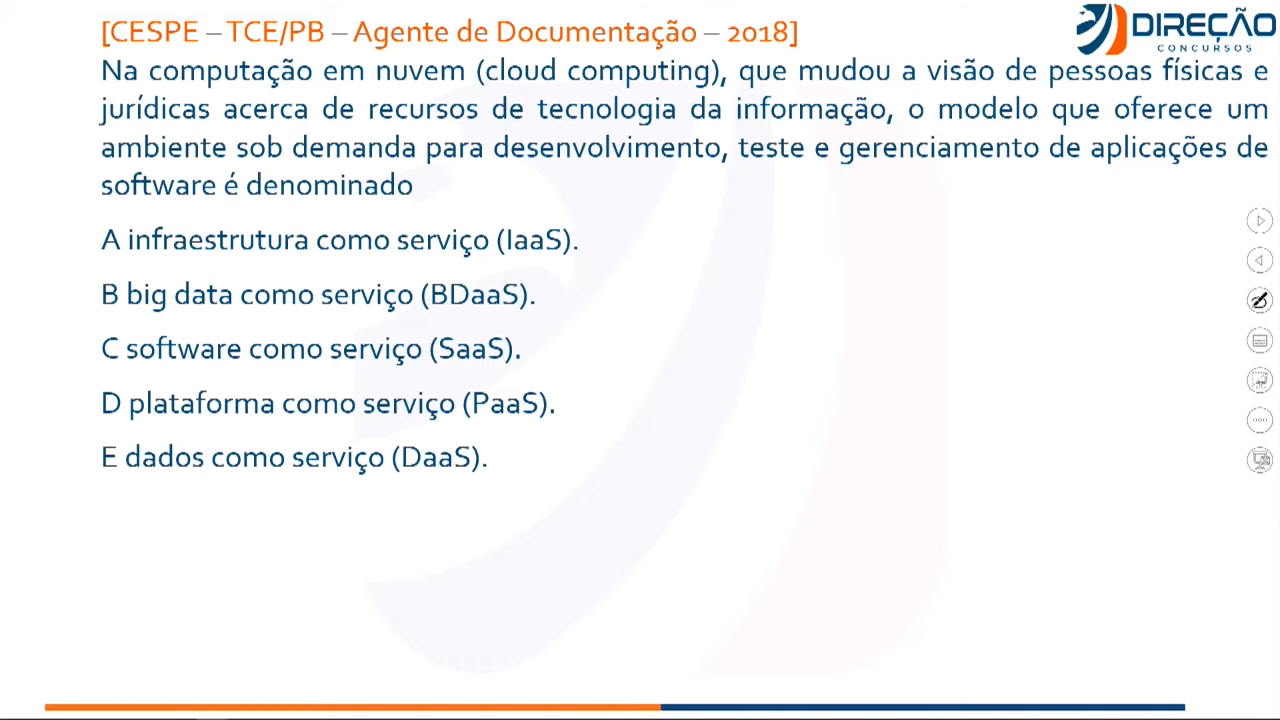 [CESPE – TCE/PB – Agente de Documentação – 2018]
DIREÇÃO
CONCURSOS
Na computação em nuvem (cloud computing), que mudou a visão de pessoas físicas e
jurídicas acerca de recursos de tecnologia da informação, o modelo que oferece um
ambiente sob demanda para desenvolvimento, teste e gerenciamento de aplicações de
software é denominado
A infraestrutura como serviço (IaaS).
B big data como serviço (BDaaS).
C software como serviço (SaaS).
D plataforma como serviço (PaaS).
E dados como serviço (DaaS).